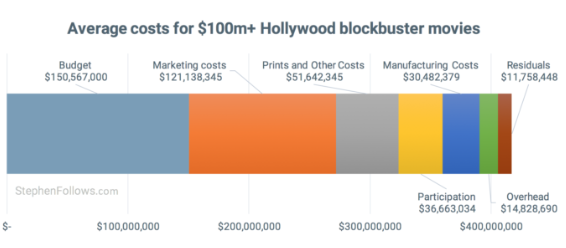 Average costs for $100m+ Hollywood blockbuster movies
Budget
$150,567,000
Marketing costs
$121,138,345
Prints and Other Costs
$51,642,345
Manufacturing Costs
$30,482,379
Residuals
$11,758,448
StephenFollows.com
Participation
$36,663,034
Overhead
$14,828,690
$-
$100,000,000
$200,000,000
$300,000,000
$400,000,000